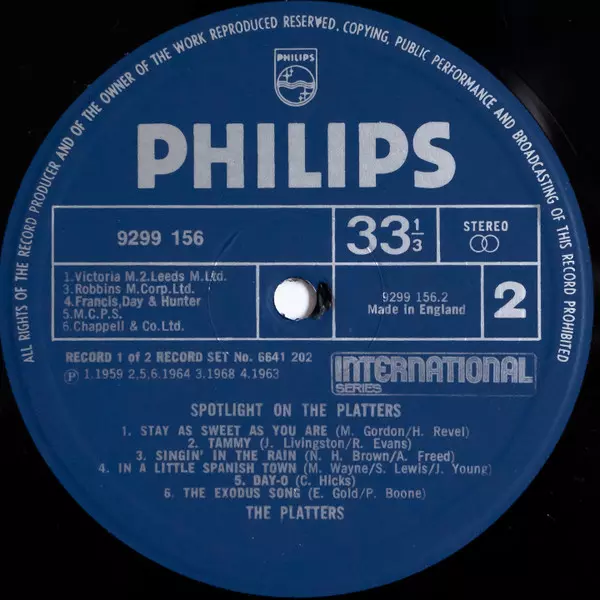 ALL RIGHTS OF THE RECORD PRODUCER AND OF THE OWNER OF THE WORK REPRODUCED RESERVED. COPYING, PUBLIC PERFORMANCE AND BROADCASTING OF THIS RECORD PROHIBITED
PHILIPS
PHILIPS
9299 156
33 1/3
STEREO
1.Victoria M.2.Leeds M.Ltd.
3.Robbins M.Corp.Ltd.
4.Francis,Day & Hunter
5.M.C.P.S.
6.Chappell & Co.Ltd.
9299 156.2
Made in England
2
RECORD 1 of 2 RECORD SET No. 6641 202
Ⓟ 1.1959 2,5,6.1964 3.1968 4.1963
INTERNATIONAL
SERIES
SPOTLIGHT ON THE PLATTERS
1. STAY AS SWEET AS YOU ARE (M. Gordon/H. Revel)
2. TAMMY (J. Livingston/R. Evans)
3. SINGIN' IN THE RAIN (N. H. Brown/A. Freed)
4. IN A LITTLE SPANISH TOWN (M. Wayne/S. Lewis/J. Young)
5. DAY-O (C. Hicks)
6. THE EXODUS SONG (E. Gold/P. Boone)
THE PLATTERS